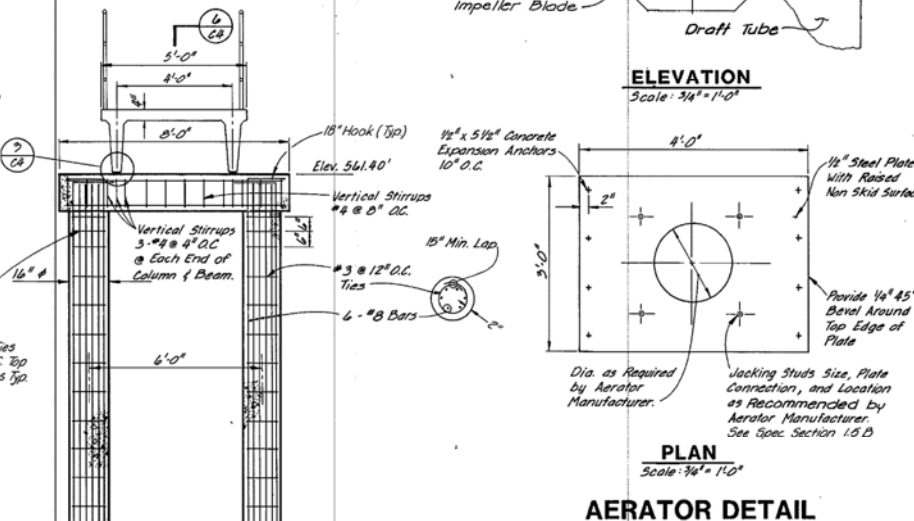 6
C4
5'-0"
4'-0"
4"
8'-0"
3
C4
18" Hook (Typ)
Elev. 561.40'
Vertical Stirrups
#4 @ 8" O.C.
Vertical Stirrups
3-#4 @ 4" O.C.
@ Each End of
Column & Beam.
6" 6"
16" ø
#3 @ 12" O.C.
Ties
6 - #8 Bars
15" Min. Lap
2"
6'-0"
Ties
Top
Typ.
Impeller Blade
Draft Tube
ELEVATION
Scale: 3/4" = 1'-0"
1/2" x 5 1/2" Concrete
Expansion Anchors
10" O.C.
4'-0"
2"
3'-0"
1/2" Steel Plate
With Raised
Non Skid Surfac
Provide 1/4" 45°
Bevel Around
Top Edge of
Plate
Dia. as Required
by Aerator
Manufacturer.
Jacking Studs Size, Plate
Connection, and Location
as Recommended by
Aerator Manufacturer.
See Spec. Section 1.5 B
PLAN
Scale: 3/4" = 1'-0"
AERATOR DETAIL